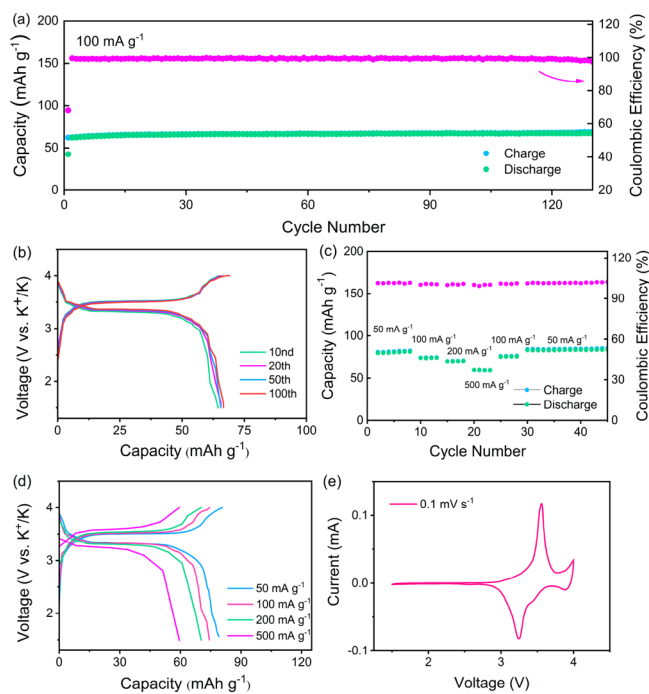 (a)
100 mA g⁻¹
Capacity (mAh g⁻¹)
200
150
100
50
0
Coulombic Efficiency (%)
120
100
80
60
40
20
Charge
Discharge
0 30 60 90 120
Cycle Number
(b)
Voltage (V vs. K⁺/K)
4
3
2
10nd
20th
50th
100th
0 25 50 75 100
Capacity (mAh g⁻¹)
(c)
Capacity (mAh g⁻¹)
200
150
100
50
0
Coulombic Efficiency (%)
120
90
60
30
0
50 mA g⁻¹
100 mA g⁻¹
200 mA g⁻¹
500 mA g⁻¹
100 mA g⁻¹
50 mA g⁻¹
Charge
Discharge
0 10 20 30 40
Cycle Number
(d)
Voltage (V vs. K⁺/K)
4
3
2
50 mA g⁻¹
100 mA g⁻¹
200 mA g⁻¹
500 mA g⁻¹
0 30 60 90 120
Capacity (mAh g⁻¹)
(e)
0.1 mV s⁻¹
Current (mA)
0.1
0.0
-0.1
2 3 4
Voltage (V)